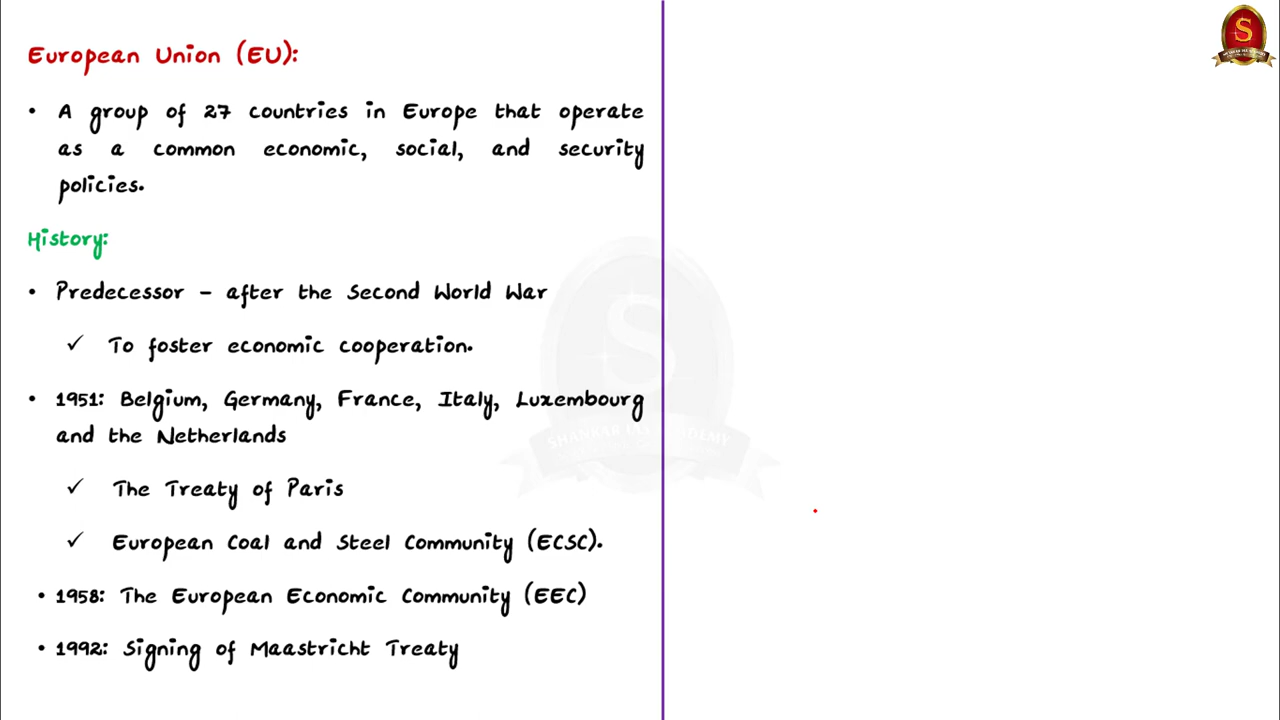 European Union (EU):
• A group of 27 countries in Europe that operate
as a common economic, social, and security
policies.
History:
• Predecessor – after the Second World War
✓ To foster economic cooperation.
• 1951: Belgium, Germany, France, Italy, Luxembourg
and the Netherlands
✓ The Treaty of Paris
✓ European Coal and Steel Community (ECSC).
• 1958: The European Economic Community (EEC)
• 1992: Signing of Maastricht Treaty
S
SHANKAR IAS ACADEMY
S